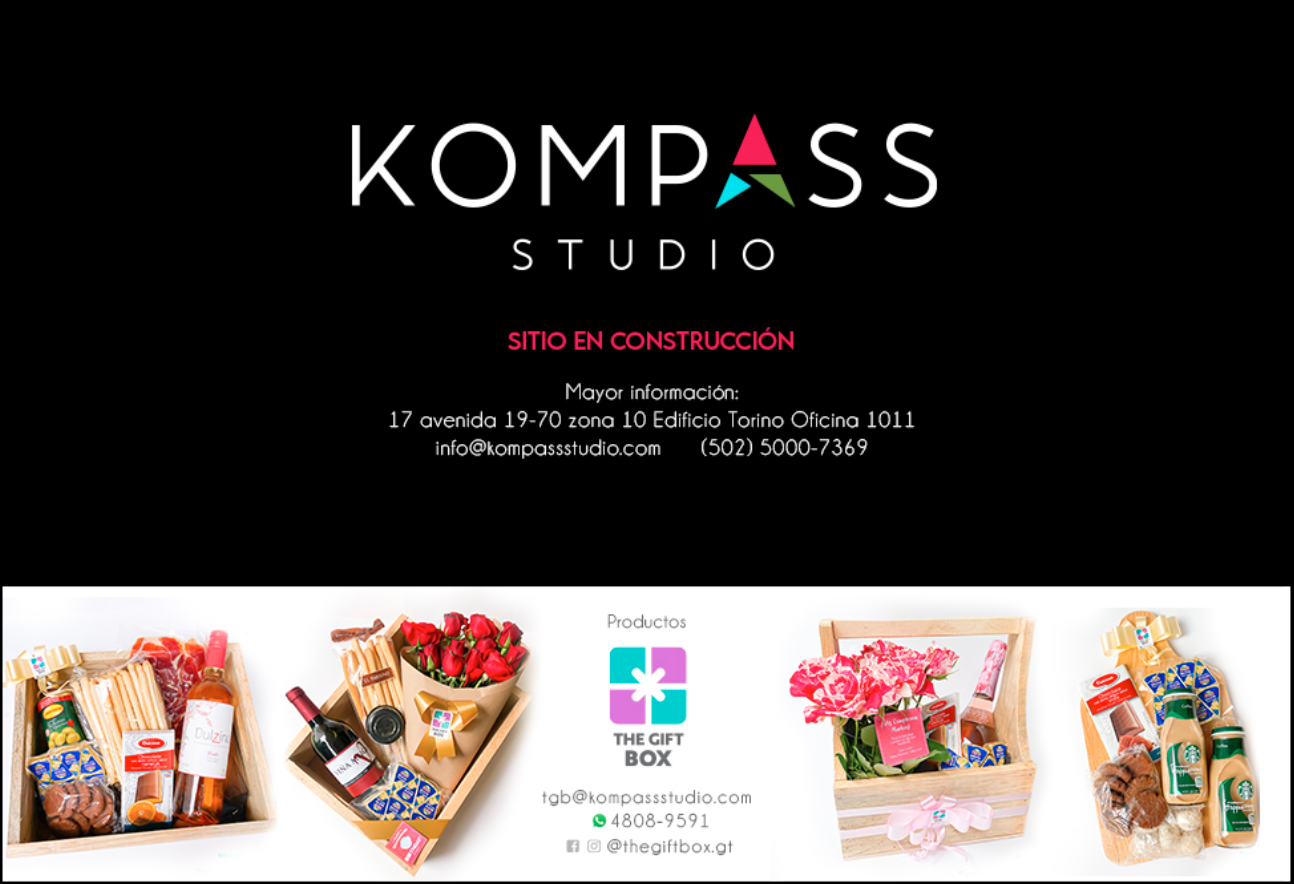 KOMPASS
STUDIO
SITIO EN CONSTRUCCIÓN
Mayor información:
17 avenida 19-70 zona 10 Edificio Torino Oficina 1011
info@kompassstudio.com (502) 5000-7369
Productos
THE GIFT
BOX
tgb@kompassstudio.com
4808-9591
@thegiftbox.gt
Dulzino